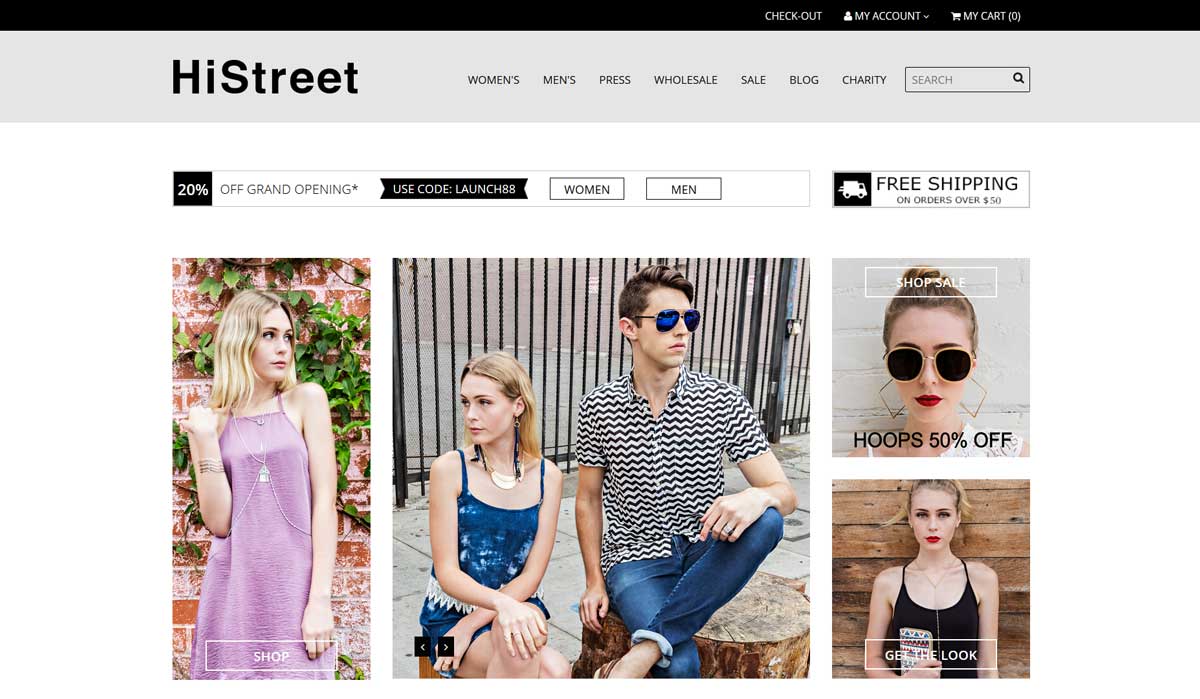 CHECK-OUT MY ACCOUNT MY CART (0)
HiStreet
WOMEN'S MEN'S PRESS WHOLESALE SALE BLOG CHARITY SEARCH
20% OFF GRAND OPENING* USE CODE: LAUNCH88 WOMEN MEN
FREE SHIPPING
ON ORDERS OVER $50
SHOP SALE
HOOPS 50% OFF
SHOP
GET THE LOOK